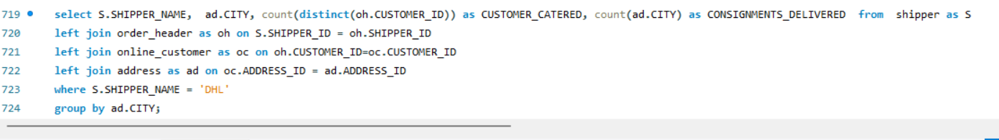 719 select S.SHIPPER_NAME, ad.CITY, count(distinct(oh.CUSTOMER_ID)) as CUSTOMER_CATERED, count(ad.CITY) as CONSIGNMENTS_DELIVERED from shipper as S
720 left join order_header as oh on S.SHIPPER_ID = oh.SHIPPER_ID
721 left join online_customer as oc on oh.CUSTOMER_ID=oc.CUSTOMER_ID
722 left join address as ad on oc.ADDRESS_ID = ad.ADDRESS_ID
723 where S.SHIPPER_NAME = 'DHL'
724 group by ad.CITY;